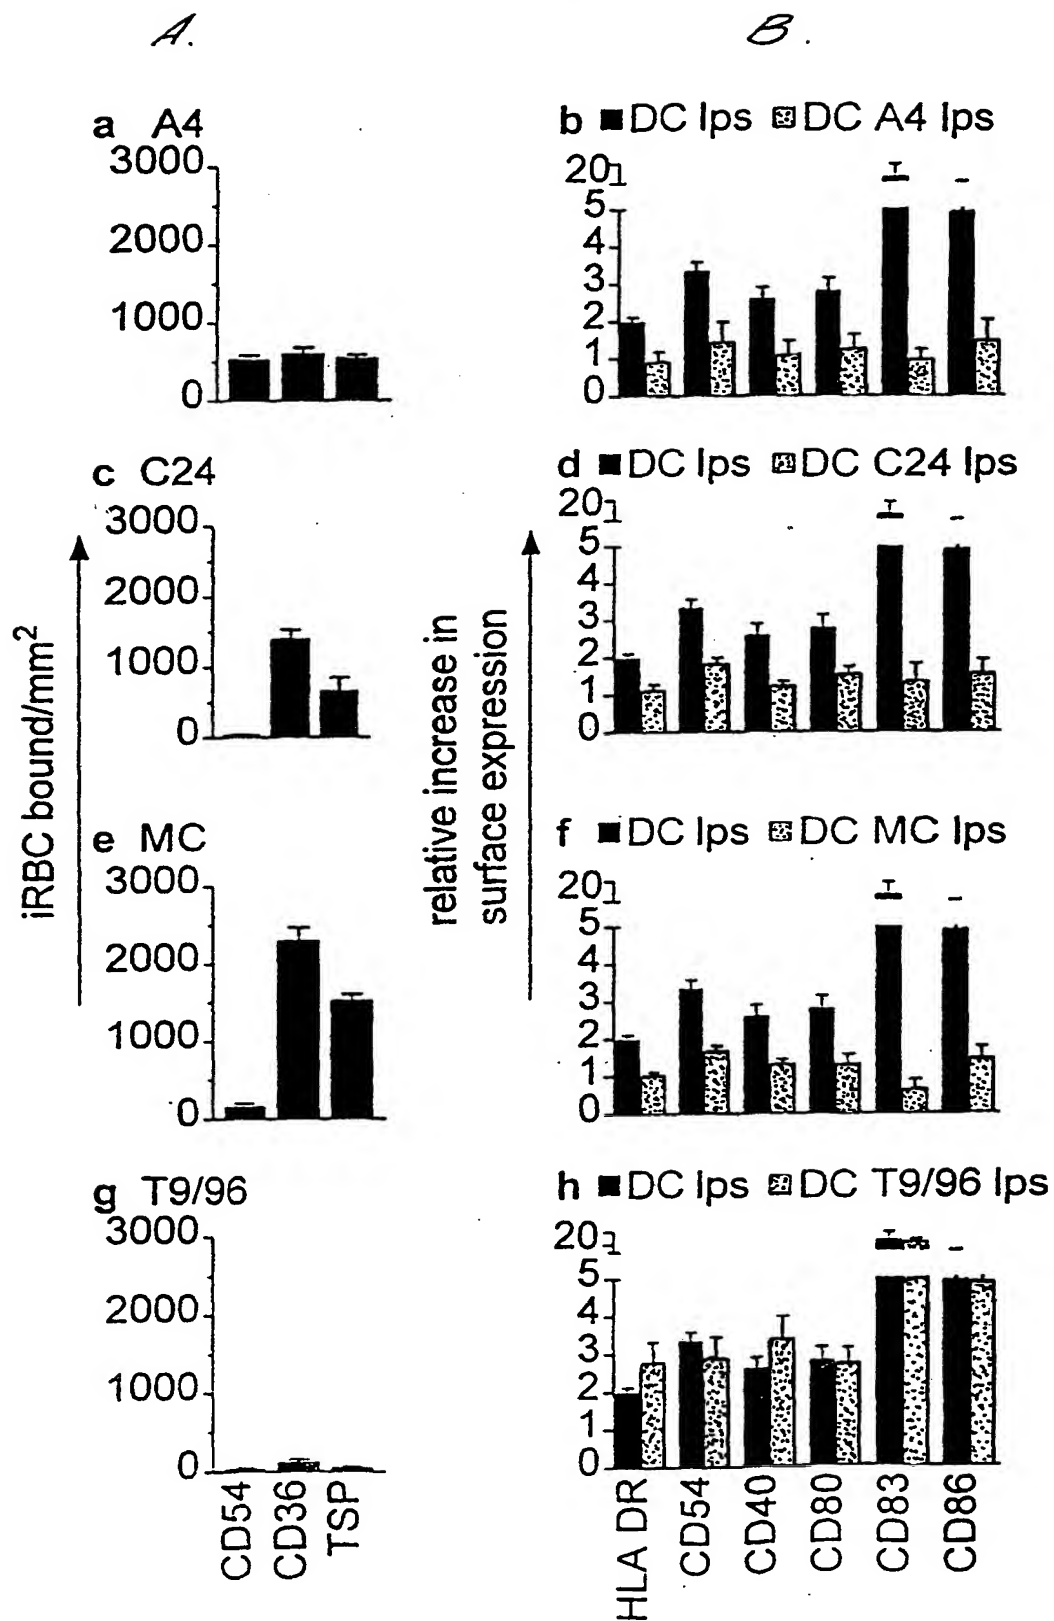 A. B.
a A4
3000
2000
1000
0
b ■ DC lps ▩ DC A4 lps
20
5
4
3
2
1
0
c C24
3000
2000
1000
0
d ■ DC lps ▩ DC C24 lps
20
5
4
3
2
1
0
iRBC bound/mm²
relative increase in
surface expression
e MC
3000
2000
1000
0
f ■ DC lps ▩ DC MC lps
20
5
4
3
2
1
0
g T9/96
3000
2000
1000
0
CD54
CD36
TSP
h ■ DC lps ▩ DC T9/96 lps
20
5
4
3
2
1
0
HLA DR
CD54
CD40
CD80
CD83
CD86